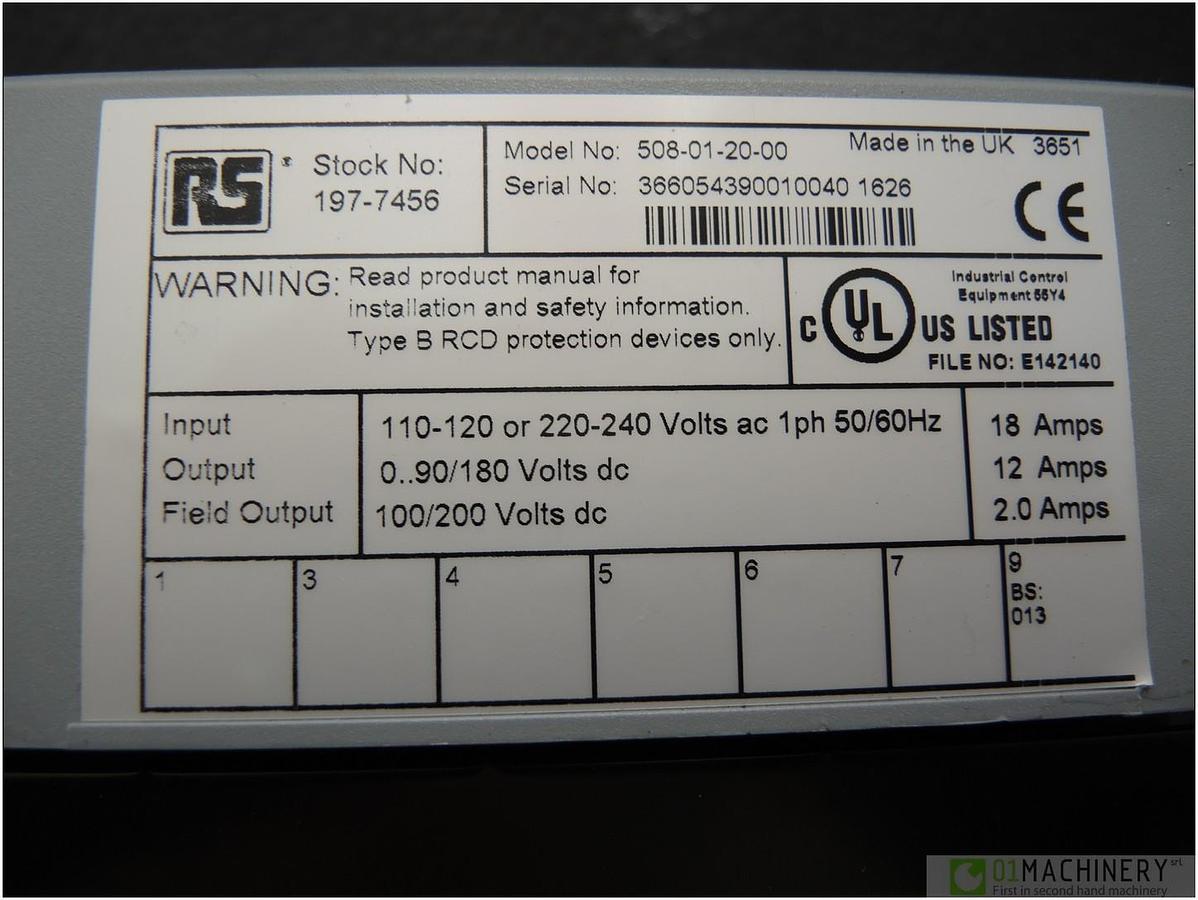 RS® Stock No:
197-7456
Model No: 508-01-20-00
Made in the UK 3651
Serial No: 366054390010040 1626
CE
WARNING: Read product manual for
installation and safety information.
Type B RCD protection devices only.
Industrial Control
Equipment 56Y4
C UL US LISTED
FILE NO: E142140
Input 110-120 or 220-240 Volts ac 1ph 50/60Hz 18 Amps
Output 0..90/180 Volts dc 12 Amps
Field Output 100/200 Volts dc 2.0 Amps
1 3 4 5 6 7 9
BS:
013
01MACHINERY srl
First in second hand machinery